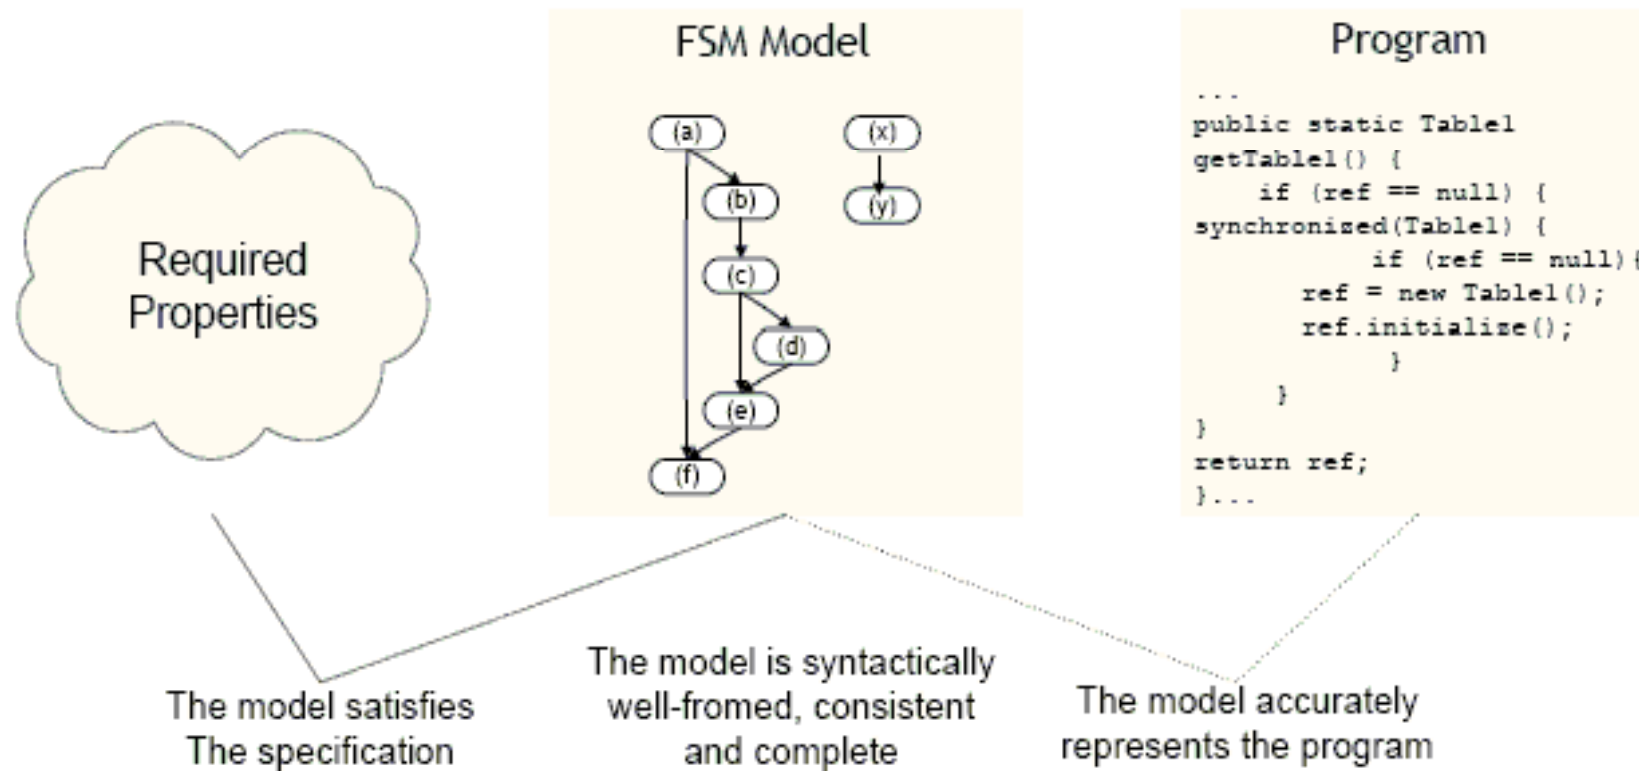 Required
Properties
FSM Model
(a)
(x)
(b)
(y)
(c)
(d)
(e)
(f)
Program
...
public static Table1
getTable1() {
if (ref == null) {
synchronized(Table1) {
if (ref == null){
ref = new Table1();
ref.initialize();
}
}
}
return ref;
}...
The model satisfies
The specification
The model is syntactically
well-fromed, consistent
and complete
The model accurately
represents the program